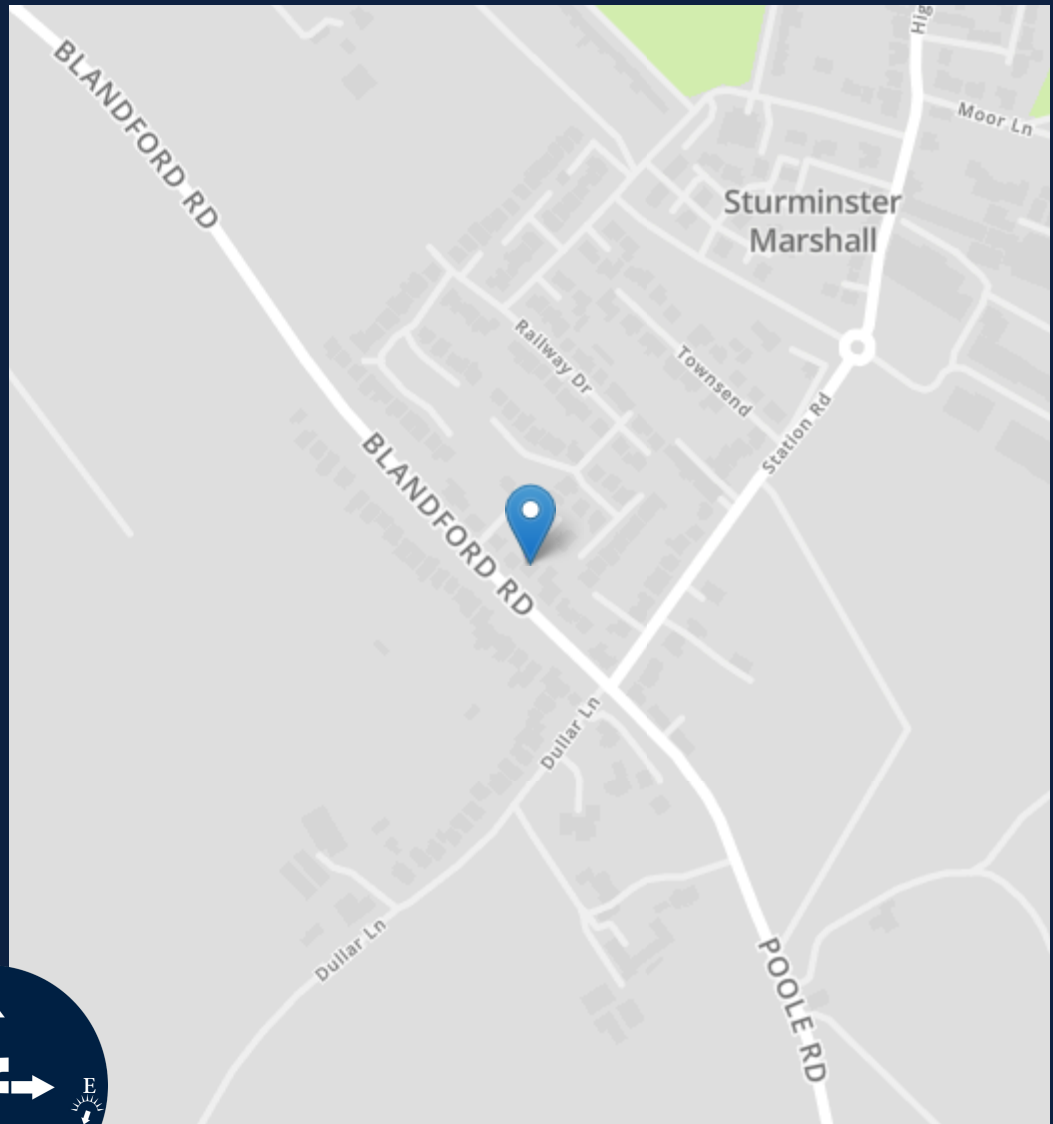 BLANDFORD RD
Hig
Moor Ln
Sturminster
Marshall
Railway Dr
Townsend
Station Rd
BLANDFORD RD
Dullar Ln
Dullar Ln
POOLE RD
E